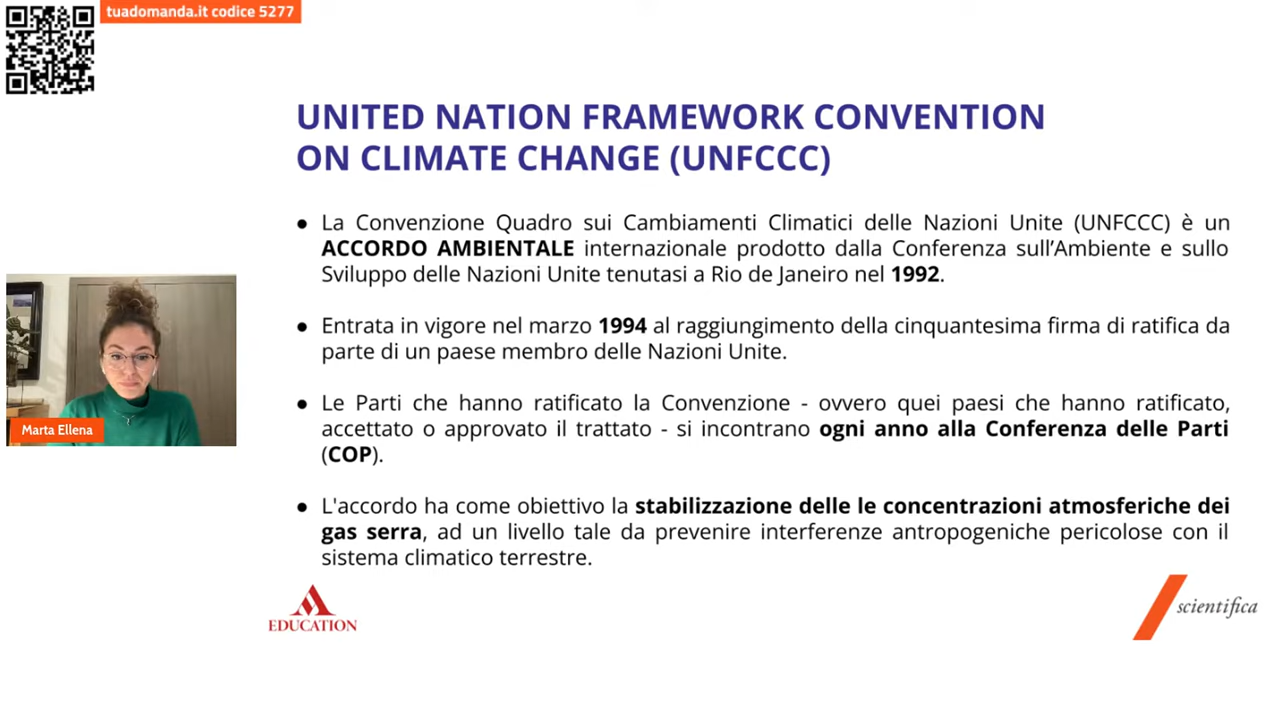 tuadomanda.it codice 5277
UNITED NATION FRAMEWORK CONVENTION
ON CLIMATE CHANGE (UNFCCC)
● La Convenzione Quadro sui Cambiamenti Climatici delle Nazioni Unite (UNFCCC) è un
ACCORDO AMBIENTALE internazionale prodotto dalla Conferenza sull’Ambiente e sullo
Sviluppo delle Nazioni Unite tenutasi a Rio de Janeiro nel 1992.
● Entrata in vigore nel marzo 1994 al raggiungimento della cinquantesima firma di ratifica da
parte di un paese membro delle Nazioni Unite.
● Le Parti che hanno ratificato la Convenzione - ovvero quei paesi che hanno ratificato,
accettato o approvato il trattato - si incontrano ogni anno alla Conferenza delle Parti
(COP).
● L'accordo ha come obiettivo la stabilizzazione delle le concentrazioni atmosferiche dei
gas serra, ad un livello tale da prevenire interferenze antropogeniche pericolose con il
sistema climatico terrestre.
Marta Ellena
EDUCATION
scientifica